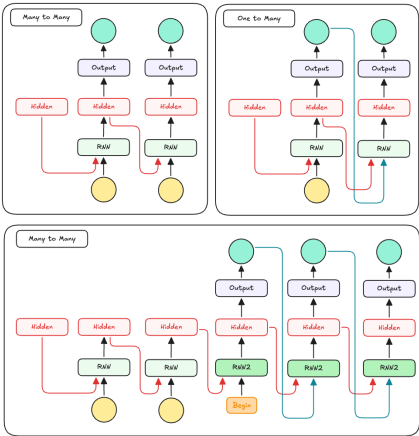 Many to Many
Output Output
Hidden Hidden Hidden
RNN RNN
One to Many
Output Output
Hidden Hidden Hidden
RNN RNN
Many to Many
Output Output Output
Hidden Hidden Hidden Hidden Hidden Hidden
RNN RNN RNN2 RNN2 RNN2
Begin